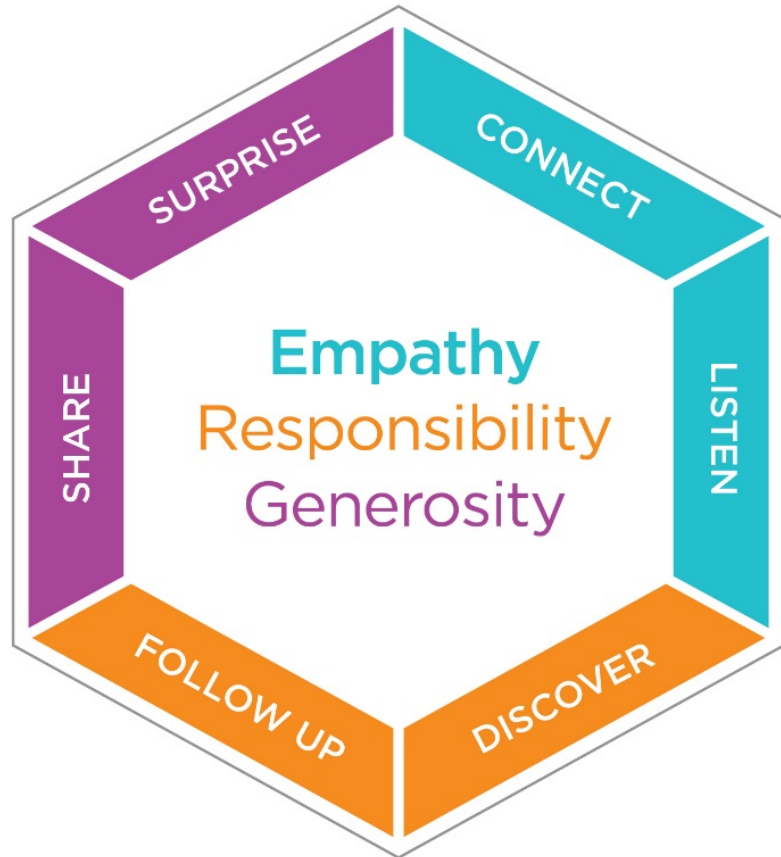 SURPRISE
CONNECT
SHARE
Empathy
Responsibility
Generosity
LISTEN
FOLLOW UP
DISCOVER